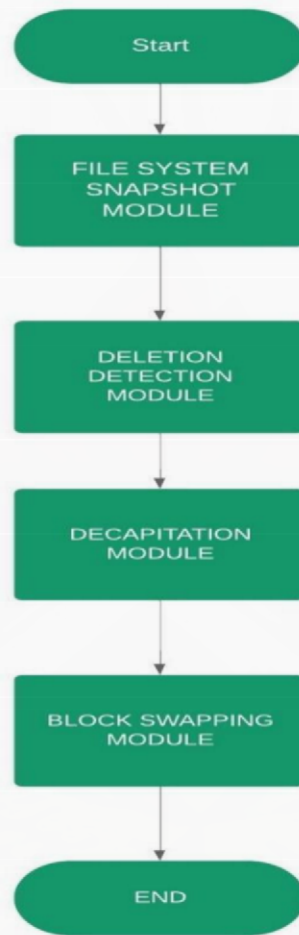 Start
FILE SYSTEM
SNAPSHOT
MODULE
DELETION
DETECTION
MODULE
DECAPITATION
MODULE
BLOCK SWAPPING
MODULE
END